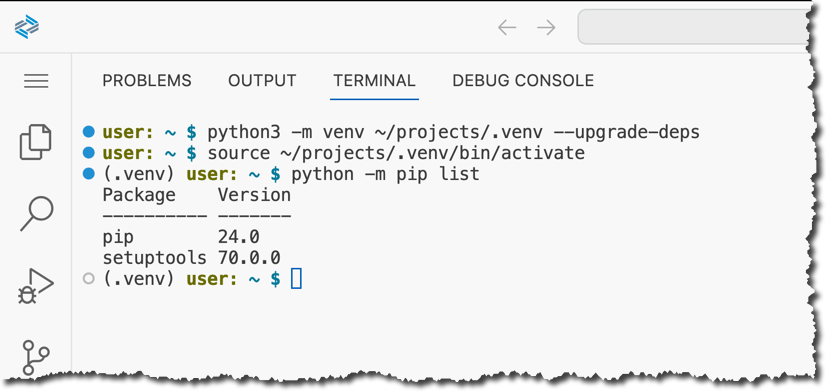 PROBLEMS OUTPUT TERMINAL DEBUG CONSOLE
user: ~ $ python3 -m venv ~/projects/.venv --upgrade-deps
user: ~ $ source ~/projects/.venv/bin/activate
(.venv) user: ~ $ python -m pip list
Package    Version
---------- -------
pip        24.0
setuptools 70.0.0
(.venv) user: ~ $